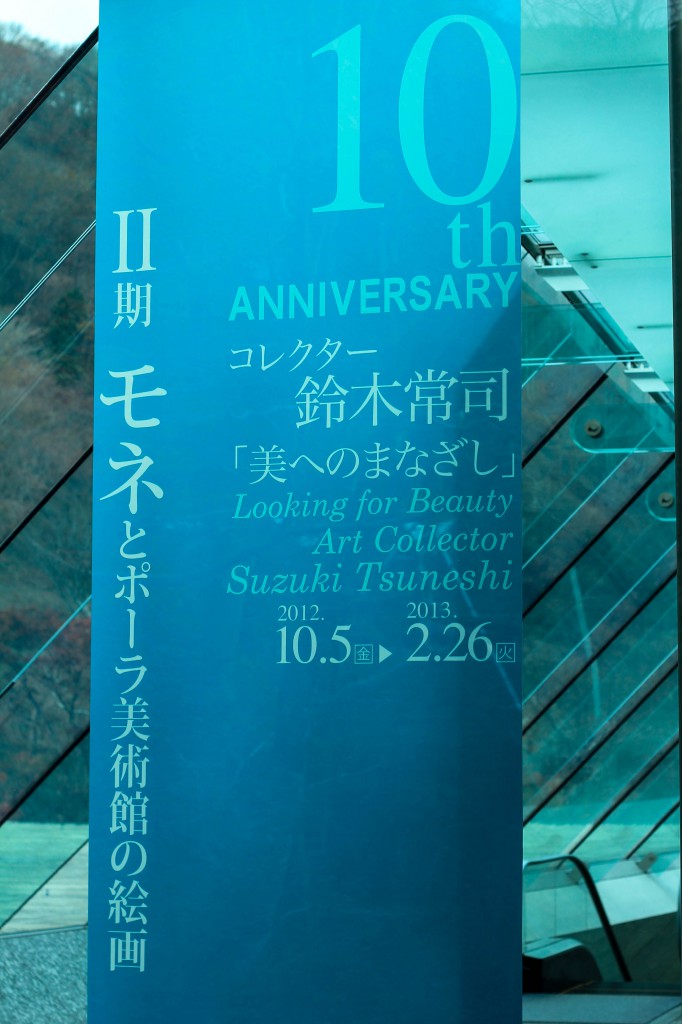 10
th
ANNIVERSARY
コレクター
鈴木常司
「美へのまなざし」
Looking for Beauty
Art Collector
Suzuki Tsuneshi
2012. 2013.
10.5金▶2.26火
II期 モネとポーラ美術館の絵画